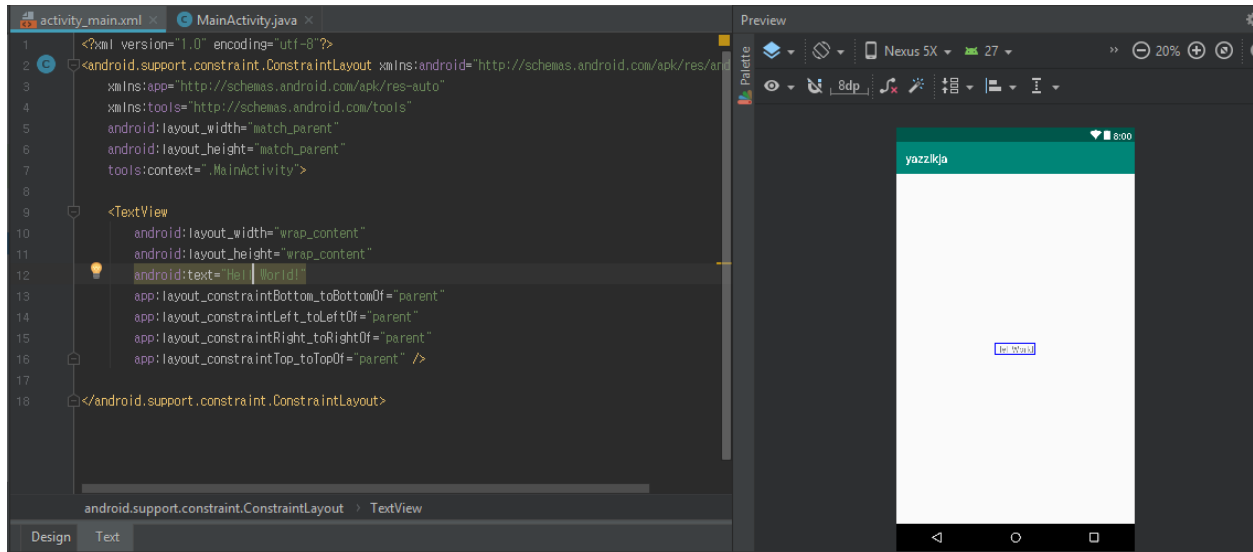 activity_main.xml
MainActivity.java
Preview
1 <?xml version="1.0" encoding="utf-8"?>
2 <android.support.constraint.ConstraintLayout xmlns:android="http://schemas.android.com/apk/res/and
3 xmlns:app="http://schemas.android.com/apk/res-auto"
4 xmlns:tools="http://schemas.android.com/tools"
5 android:layout_width="match_parent"
6 android:layout_height="match_parent"
7 tools:context=".MainActivity">
8
9 <TextView
10 android:layout_width="wrap_content"
11 android:layout_height="wrap_content"
12 android:text="Hell World!"
13 app:layout_constraintBottom_toBottomOf="parent"
14 app:layout_constraintLeft_toLeftOf="parent"
15 app:layout_constraintRight_toRightOf="parent"
16 app:layout_constraintTop_toTopOf="parent" />
17
18 </android.support.constraint.ConstraintLayout>
android.support.constraint.ConstraintLayout › TextView
Design Text
Palette
Nexus 5X 27 » 20%
8dp
8:00
yazzikja